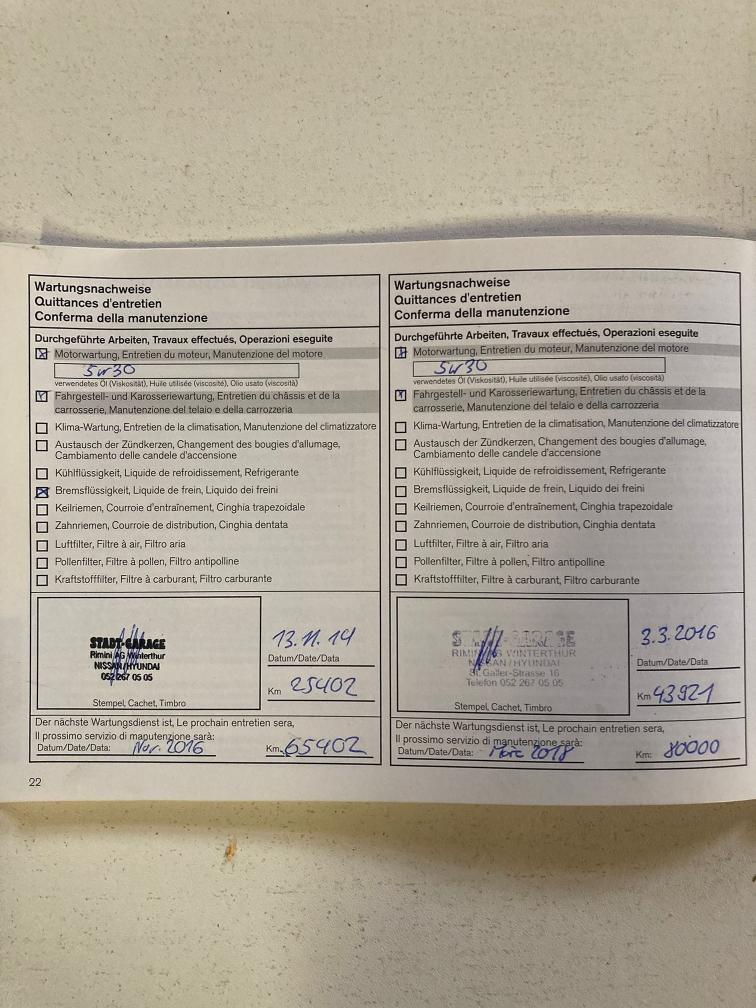 Wartungsnachweise
Quittances d'entretien
Conferma della manutenzione
Durchgeführte Arbeiten, Travaux effectués, Operazioni eseguite
Motorwartung, Entretien du moteur, Manutenzione del motore
5W30
verwendetes Öl (Viskosität), Huile utilisée (viscosité), Olio usato (viscosità)
Fahrgestell- und Karosseriewartung, Entretien du châssis et de la
carrosserie, Manutenzione del telaio e della carrozzeria
Klima-Wartung, Entretien de la climatisation, Manutenzione del climatizzatore
Austausch der Zündkerzen, Changement des bougies d'allumage,
Cambiamento delle candele d'accensione
Kühlflüssigkeit, Liquide de refroidissement, Refrigerante
Bremsflüssigkeit, Liquide de frein, Liquido dei freini
Keilriemen, Courroie d'entraînement, Cinghia trapezoidale
Zahnriemen, Courroie de distribution, Cinghia dentata
Luftfilter, Filtre à air, Filtro aria
Pollenfilter, Filtre à pollen, Filtro antipolline
Kraftstofffilter, Filtre à carburant, Filtro carburante
STADT-GARAGE
Rimini AG Winterthur
NISSAN/HYUNDAI
052 267 05 05
Stempel, Cachet, Timbro
13.11.14
Datum/Date/Data
Km 25402
Der nächste Wartungsdienst ist, Le prochain entretien sera,
Il prossimo servizio di manutenzione sarà:
Datum/Date/Data: Nov. 2016 Km: 65402
22
Wartungsnachweise
Quittances d'entretien
Conferma della manutenzione
Durchgeführte Arbeiten, Travaux effectués, Operazioni eseguite
Motorwartung, Entretien du moteur, Manutenzione del motore
5W30
verwendetes Öl (Viskosität), Huile utilisée (viscosité), Olio usato (viscosità)
Fahrgestell- und Karosseriewartung, Entretien du châssis et de la
carrosserie, Manutenzione del telaio e della carrozzeria
Klima-Wartung, Entretien de la climatisation, Manutenzione del climatizzatore
Austausch der Zündkerzen, Changement des bougies d'allumage,
Cambiamento delle candele d'accensione
Kühlflüssigkeit, Liquide de refroidissement, Refrigerante
Bremsflüssigkeit, Liquide de frein, Liquido dei freini
Keilriemen, Courroie d'entraînement, Cinghia trapezoidale
Zahnriemen, Courroie de distribution, Cinghia dentata
Luftfilter, Filtre à air, Filtro aria
Pollenfilter, Filtre à pollen, Filtro antipolline
Kraftstofffilter, Filtre à carburant, Filtro carburante
STADT-GARAGE
RIMINI AG WINTERTHUR
NISSAN/HYUNDAI
St. Galler-Strasse 16
Telefon 052 267 05 05
Stempel, Cachet, Timbro
3.3.2016
Datum/Date/Data
Km 43921
Der nächste Wartungsdienst ist, Le prochain entretien sera,
Il prossimo servizio di manutenzione sarà:
Datum/Date/Data: 2018 Km: 80000